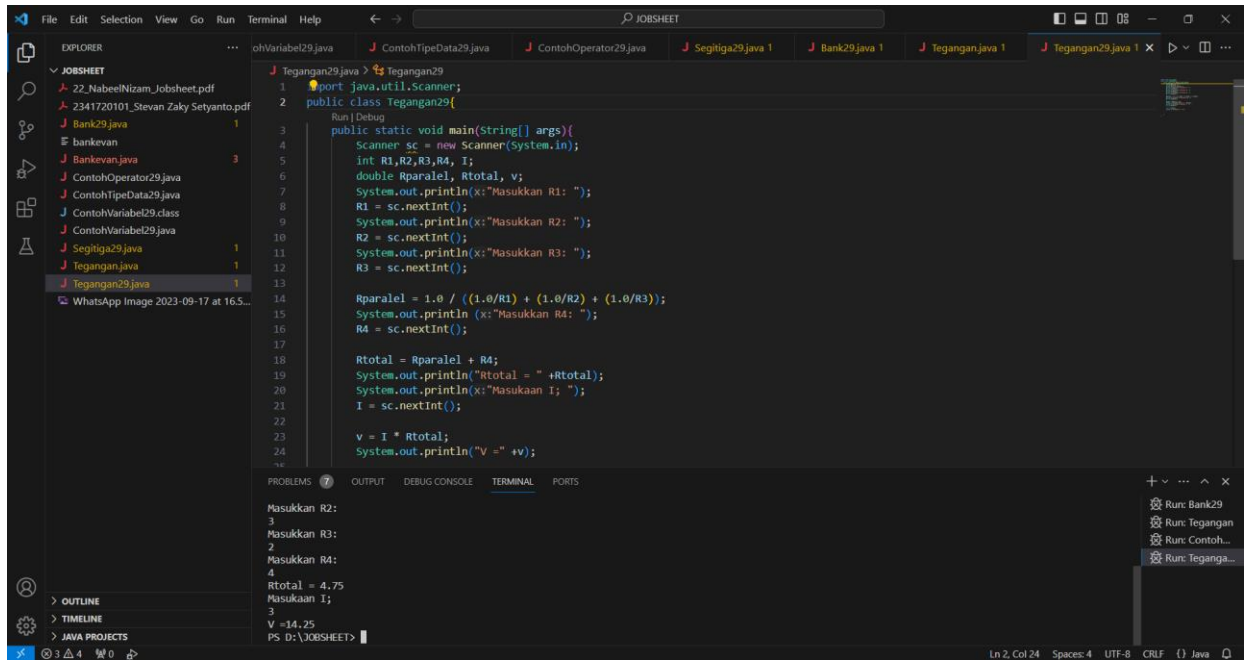 File Edit Selection View Go Run Terminal Help
JOBSHEET
EXPLORER
JOBSHEET
22_NabeelNizam_Jobsheet.pdf
2341720101_Stevan Zaky Setyanto.pdf
Bank29.java 1
bankevan
Bankevan.java 3
ContohOperator29.java
ContohTipeData29.java
ContohVariabel29.class
ContohVariabel29.java
Segitiga29.java 1
Tegangan.java 1
Tegangan29.java 1
WhatsApp Image 2023-09-17 at 16.5...
OUTLINE
TIMELINE
JAVA PROJECTS
ohVariabel29.java ContohTipeData29.java ContohOperator29.java Segitiga29.java 1 Bank29.java 1 Tegangan.java 1 Tegangan29.java 1
Tegangan29.java > Tegangan29
1 port java.util.Scanner;
2 public class Tegangan29{
Run | Debug
3 public static void main(String[] args){
4 Scanner sc = new Scanner(System.in);
5 int R1,R2,R3,R4, I;
6 double Rparalel, Rtotal, v;
7 System.out.println(x:"Masukkan R1: ");
8 R1 = sc.nextInt();
9 System.out.println(x:"Masukkan R2: ");
10 R2 = sc.nextInt();
11 System.out.println(x:"Masukkan R3: ");
12 R3 = sc.nextInt();
13
14 Rparalel = 1.0 / ((1.0/R1) + (1.0/R2) + (1.0/R3));
15 System.out.println (x:"Masukkan R4: ");
16 R4 = sc.nextInt();
17
18 Rtotal = Rparalel + R4;
19 System.out.println("Rtotal = " +Rtotal);
20 System.out.println(x:"Masukaan I; ");
21 I = sc.nextInt();
22
23 v = I * Rtotal;
24 System.out.println("V =" +v);
PROBLEMS 7 OUTPUT DEBUG CONSOLE TERMINAL PORTS
Masukkan R2:
3
Masukkan R3:
2
Masukkan R4:
4
Rtotal = 4.75
Masukaan I;
3
V =14.25
PS D:\JOBSHEET>
Run: Bank29
Run: Tegangan
Run: Contoh...
Run: Teganga...
3 4 0 Ln 2, Col 24 Spaces: 4 UTF-8 CRLF {} Java